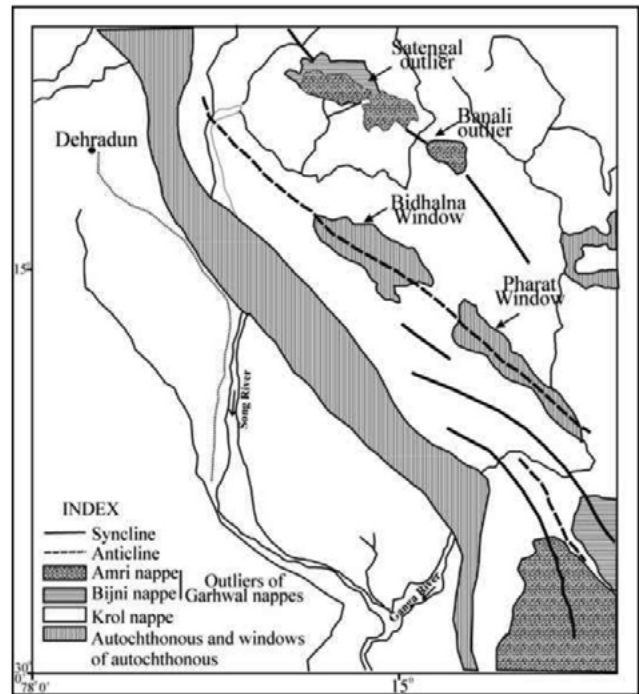 Satengal
outlier
Dehradun
Banali
outlier
Bidhalna
Window
15'
Pharat
Window
Song River
INDEX
Syncline
Anticline
Amri nappe
Bijni nappe
Outliers of
Garhwal nappes
Krol nappe
Autochthonous and windows
of autochthonous
Ganga River
30
0'
78°0'
15°